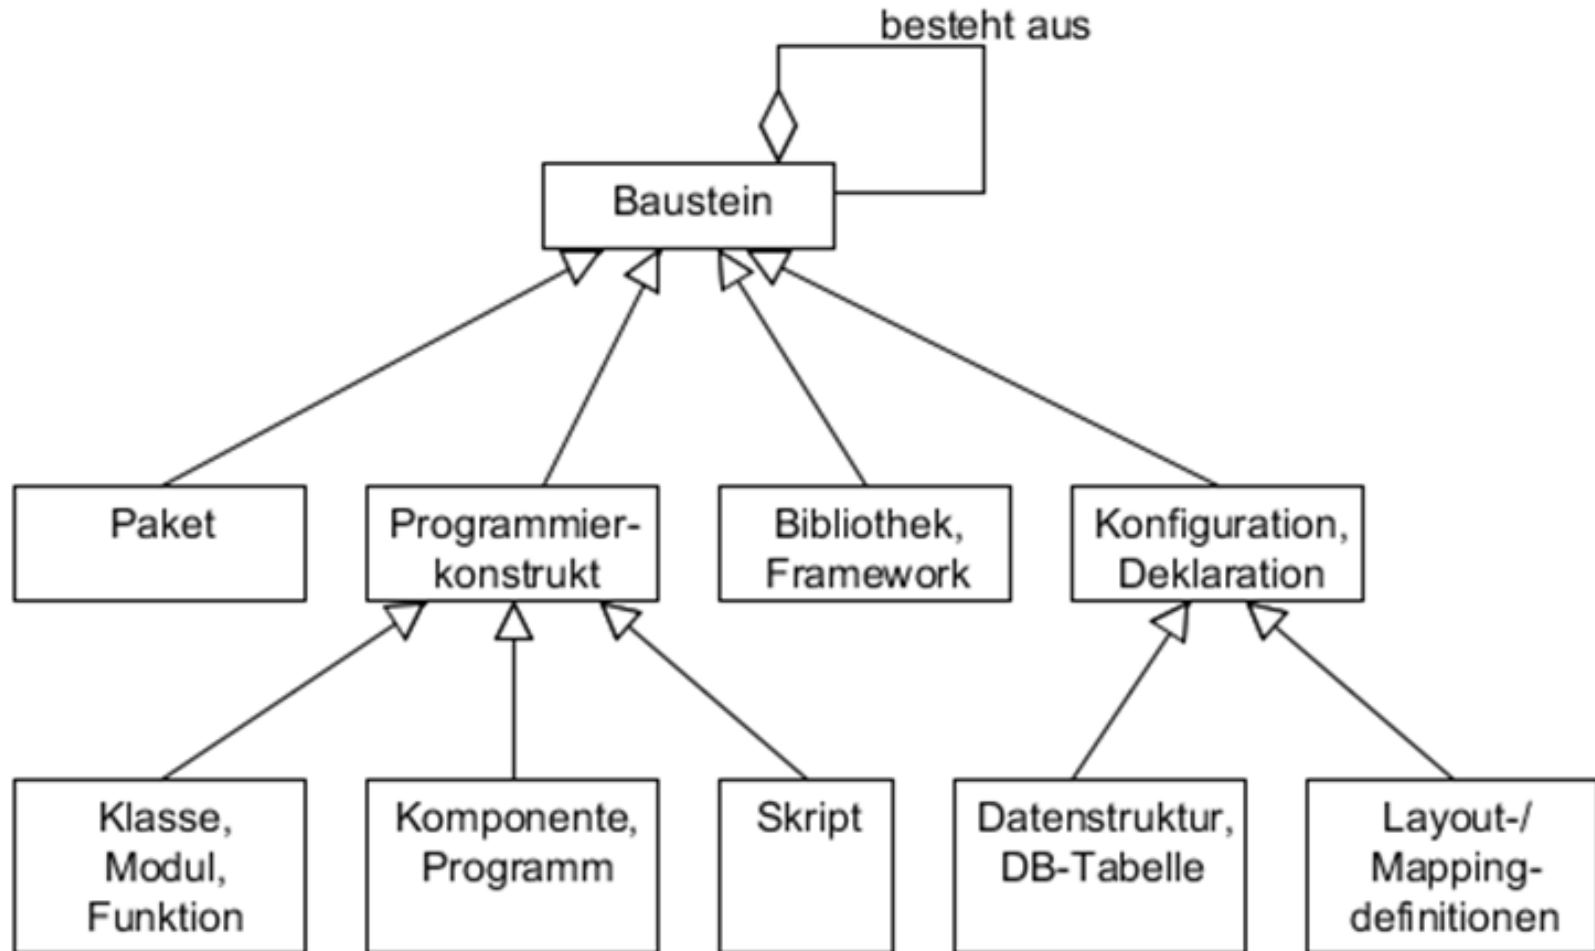 besteht aus
Baustein
Paket
Programmier-
konstrukt
Bibliothek,
Framework
Konfiguration,
Deklaration
Klasse,
Modul,
Funktion
Komponente,
Programm
Skript
Datenstruktur,
DB-Tabelle
Layout-/
Mapping-
definitionen